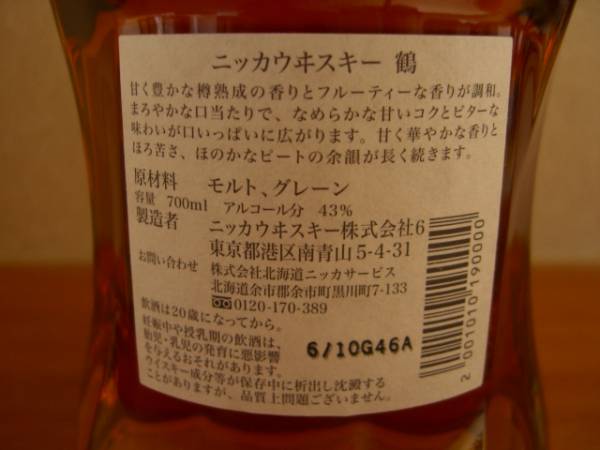 ニッカウヰスキー 鶴
甘く豊かな樽熟成の香りとフルーティーな香りが調和。
まろやかな口当たりで、なめらかな甘いコクとビターな
味わいが口いっぱいに広がります。甘く華やかな香りと
ほろ苦さ、ほのかなピートの余韻が長く続きます。
原材料 モルト、グレーン
容量 700ml アルコール分 43%
製造者 ニッカウヰスキー株式会社6
東京都港区南青山5-4-31
お問い合わせ 株式会社北海道ニッカサービス
北海道余市郡余市町黒川町7-133
0120-170-389
飲酒は20歳になってから。
妊娠中や授乳期の飲酒は、
胎児・乳児の発育に悪影響
を与えるおそれがあります。
ウイスキー成分等が保存中に析出し沈澱する
ことがありますが、品質上問題ございません。
6/10G46A
2001010190000